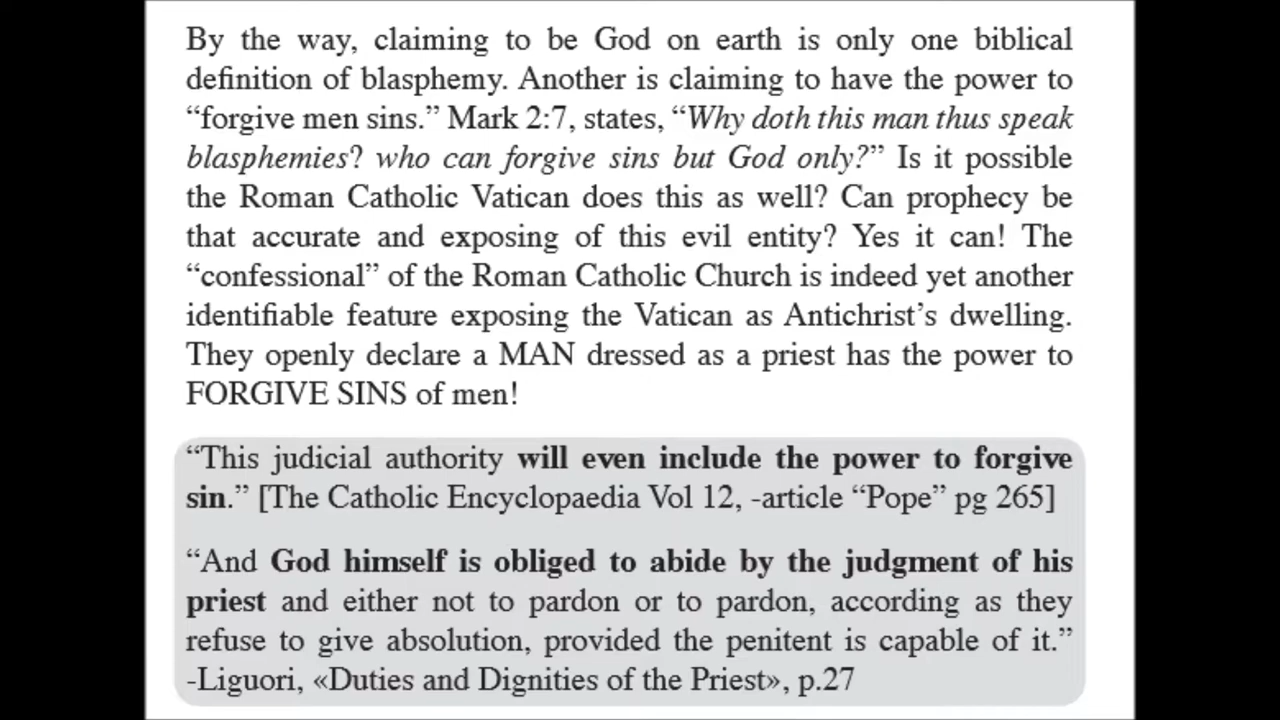 By the way, claiming to be God on earth is only one biblical
definition of blasphemy. Another is claiming to have the power to
“forgive men sins.” Mark 2:7, states, “Why doth this man thus speak
blasphemies? who can forgive sins but God only?” Is it possible
the Roman Catholic Vatican does this as well? Can prophecy be
that accurate and exposing of this evil entity? Yes it can! The
“confessional” of the Roman Catholic Church is indeed yet another
identifiable feature exposing the Vatican as Antichrist’s dwelling.
They openly declare a MAN dressed as a priest has the power to
FORGIVE SINS of men!
“This judicial authority will even include the power to forgive
sin.” [The Catholic Encyclopaedia Vol 12, -article “Pope” pg 265]
“And God himself is obliged to abide by the judgment of his
priest and either not to pardon or to pardon, according as they
refuse to give absolution, provided the penitent is capable of it.”
-Liguori, «Duties and Dignities of the Priest», p.27